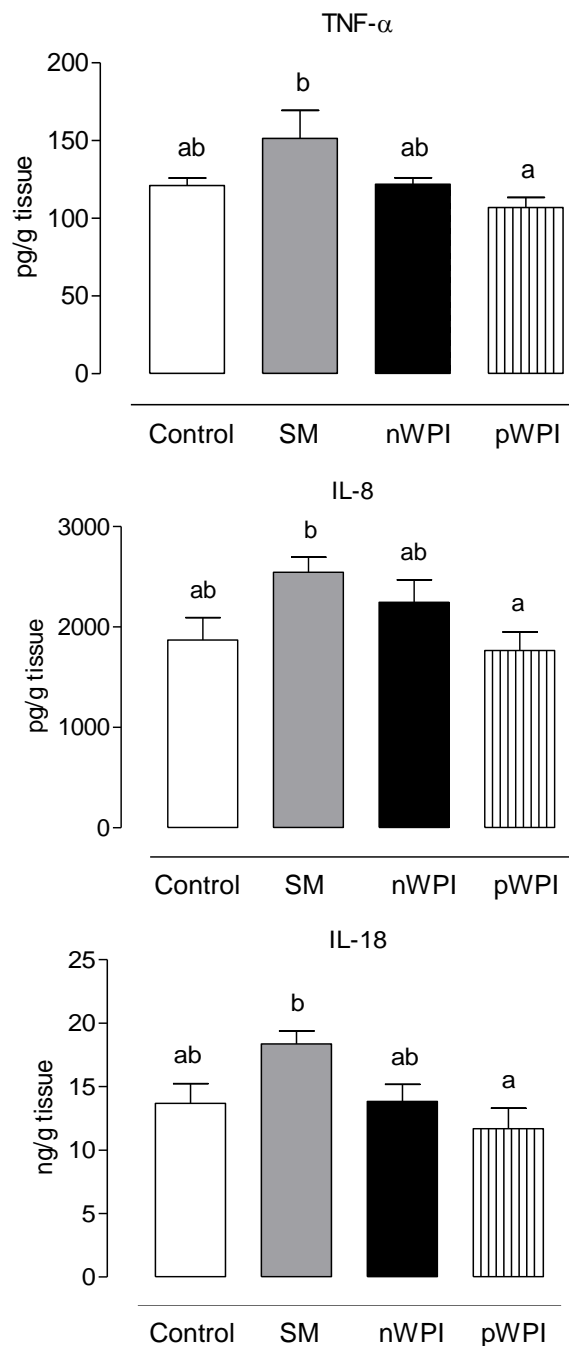 TNF-α
200
b
150
ab
ab
a
100
pg/g tissue
50
0
Control SM nWPI pWPI
IL-8
3000
b
ab
ab
2000
a
pg/g tissue
1000
0
Control SM nWPI pWPI
IL-18
25
b
20
ab
ab
a
15
ng/g tissue
10
5
0
Control SM nWPI pWPI